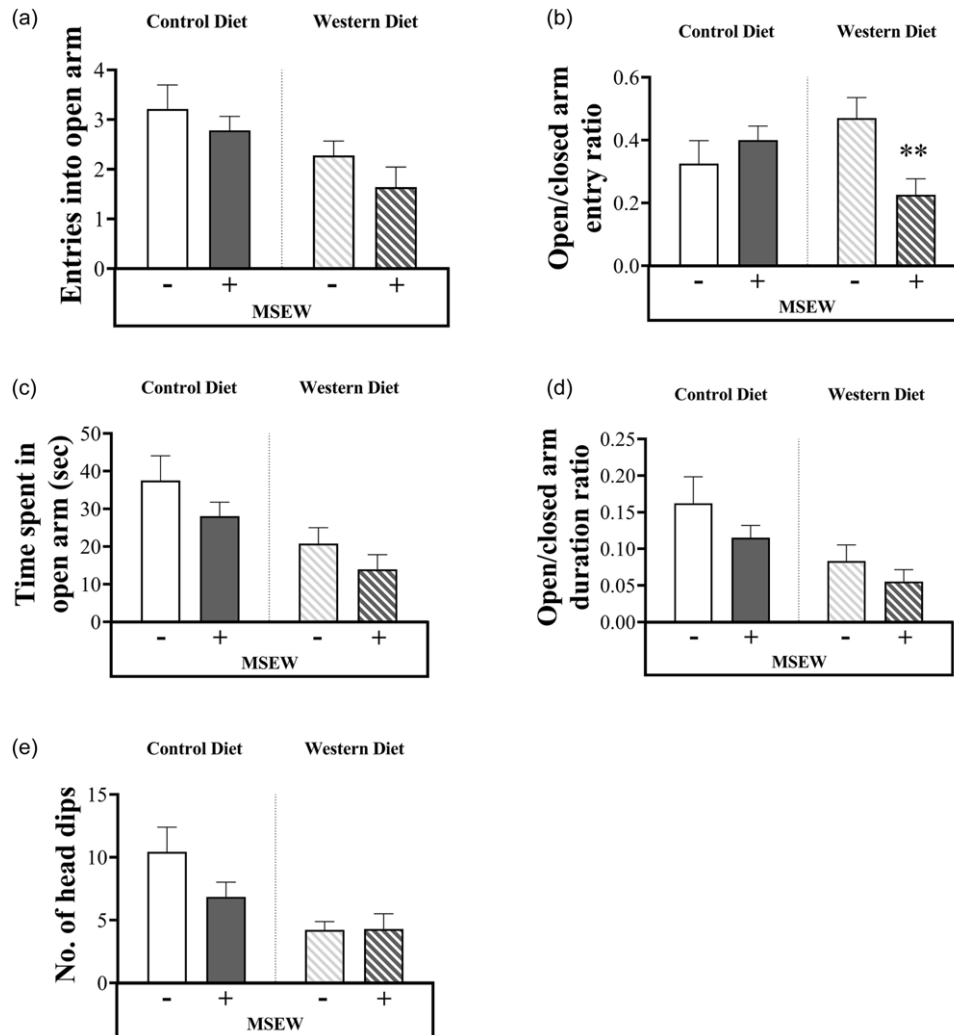 (a)
Control Diet Western Diet
Entries into open arm
4
3
2
1
0
- + - +
MSEW
(b)
Control Diet Western Diet
Open/closed arm
entry ratio
0.6
0.4
0.2
0.0
**
- + - +
MSEW
(c)
Control Diet Western Diet
Time spent in
open arm (sec)
50
40
30
20
10
0
- + - +
MSEW
(d)
Control Diet Western Diet
Open/closed arm
duration ratio
0.25
0.20
0.15
0.10
0.05
0.00
- + - +
MSEW
(e)
Control Diet Western Diet
No. of head dips
15
10
5
0
- + - +
MSEW